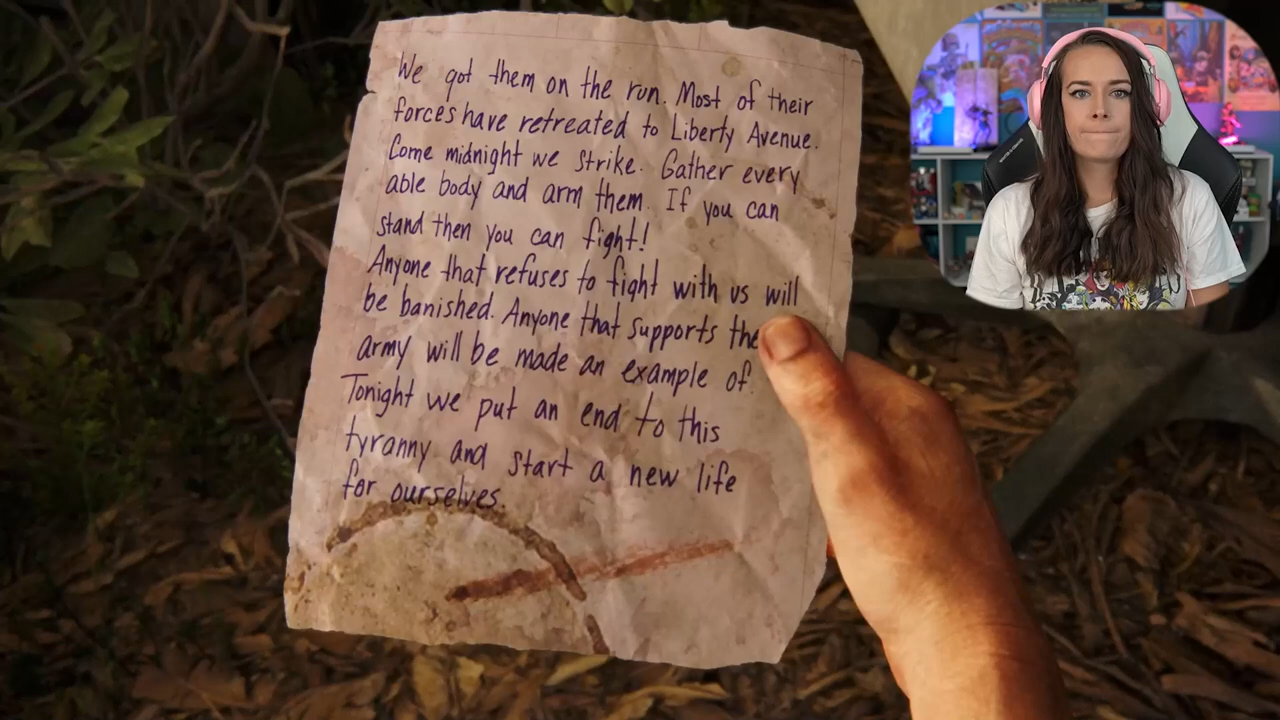 We got them on the run. Most of their
forces have retreated to Liberty Avenue.
Come midnight we strike. Gather every
able body and arm them. If you can
stand then you can fight!
Anyone that refuses to fight with us will
be banished. Anyone that supports the
army will be made an example of.
Tonight we put an end to this
tyranny and start a new life
for ourselves.